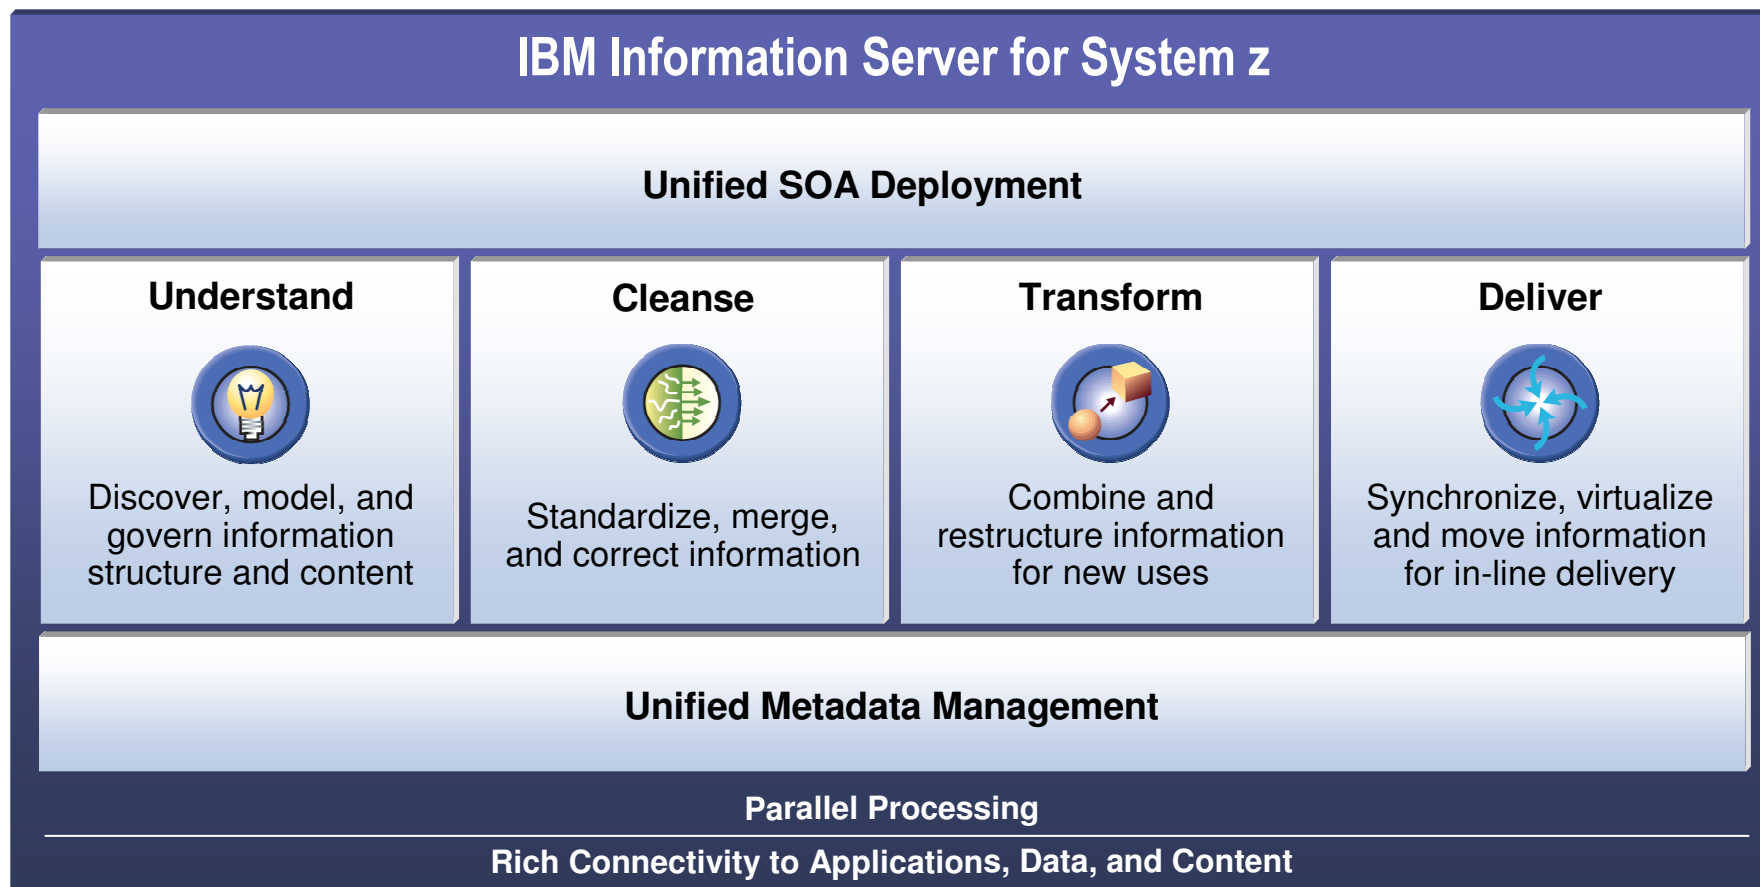 IBM Information Server for System z
Unified SOA Deployment
Understand
Discover, model, and
govern information
structure and content
Cleanse
Standardize, merge,
and correct information
Transform
Combine and
restructure information
for new uses
Deliver
Synchronize, virtualize
and move information
for in-line delivery
Unified Metadata Management
Parallel Processing
Rich Connectivity to Applications, Data, and Content